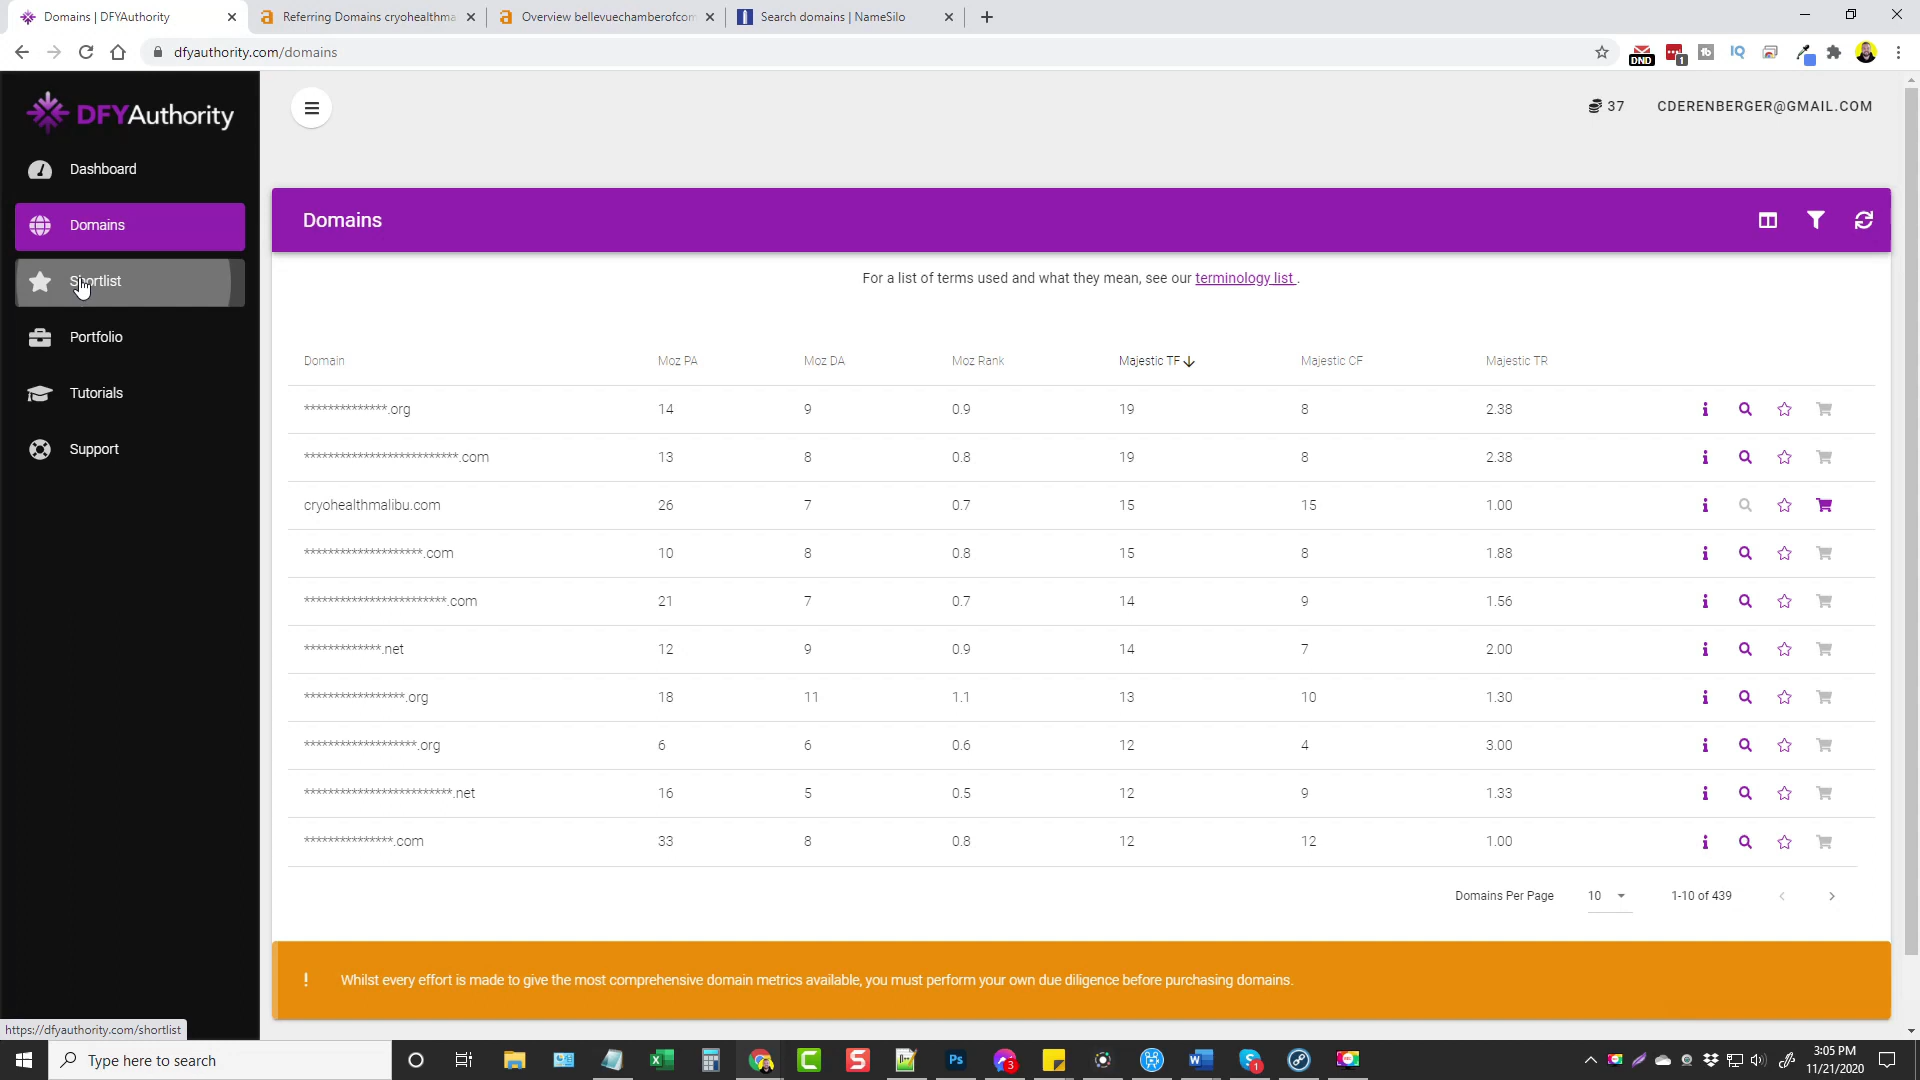 Domains | DFYAuthority
Referring Domains cryohealthma
Overview bellevuechamberofcom
Search domains | NameSilo
dfyauthority.com/domains
DND
1
DFYAuthority
37
CDERENBERGER@GMAIL.COM
Dashboard
Domains
Shortlist
Portfolio
Tutorials
Support
Domains
For a list of terms used and what they mean, see our terminology list .
Domain Moz PA Moz DA Moz Rank Majestic TF Majestic CF Majestic TR
**************.org 14 9 0.9 19 8 2.38
**************************.com 13 8 0.8 19 8 2.38
cryohealthmalibu.com 26 7 0.7 15 15 1.00
********************.com 10 8 0.8 15 8 1.88
************************.com 21 7 0.7 14 9 1.56
*************.net 12 9 0.9 14 7 2.00
*****************.org 18 11 1.1 13 10 1.30
*******************.org 6 6 0.6 12 4 3.00
*************************.net 16 5 0.5 12 9 1.33
***************.com 33 8 0.8 12 12 1.00
Domains Per Page 10 1-10 of 439
! Whilst every effort is made to give the most comprehensive domain metrics available, you must perform your own due diligence before purchasing domains.
https://dfyauthority.com/shortlist
Type here to search
3:05 PM
11/21/2020